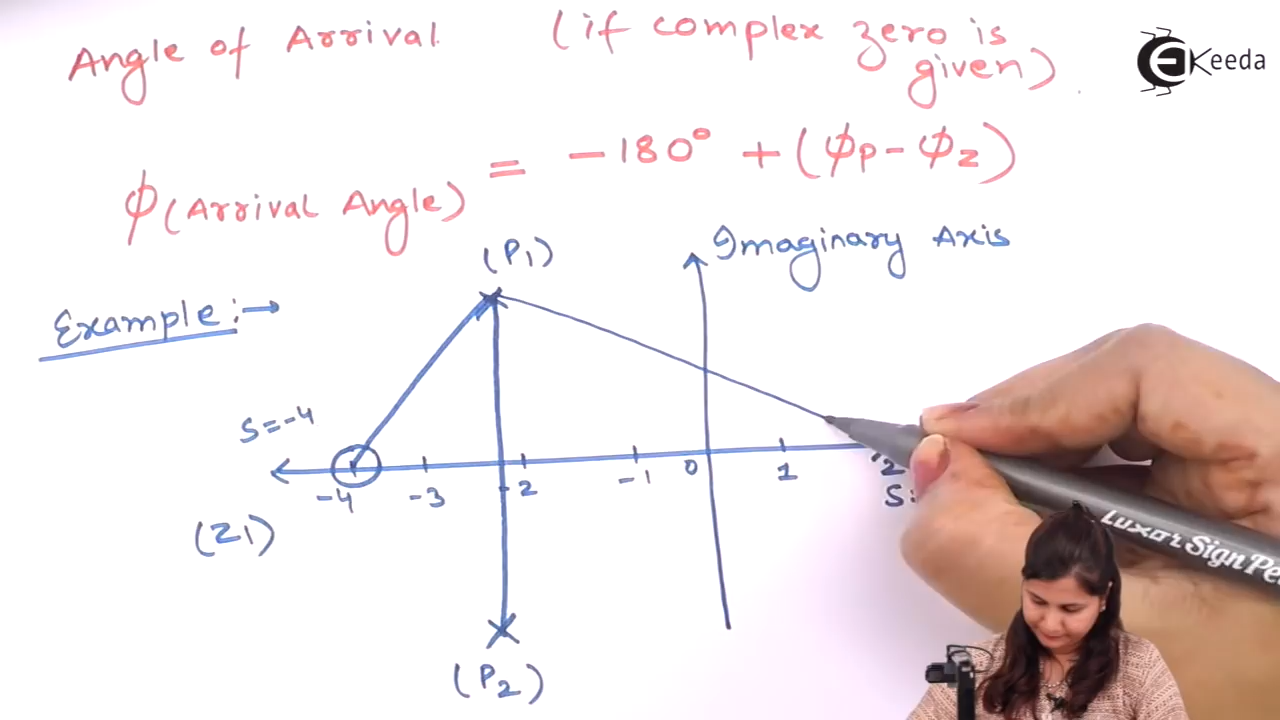 Angle of Arrival (if complex zero is given)
EKeeda
ϕ(Arrival Angle) = -180° + (ϕp - ϕz)
(P1)
Imaginary Axis
Example:→
S=-4
-4 -3 -2 -1 0 1 2
S:
(Z1)
(P2)
Luxor Sign Pen